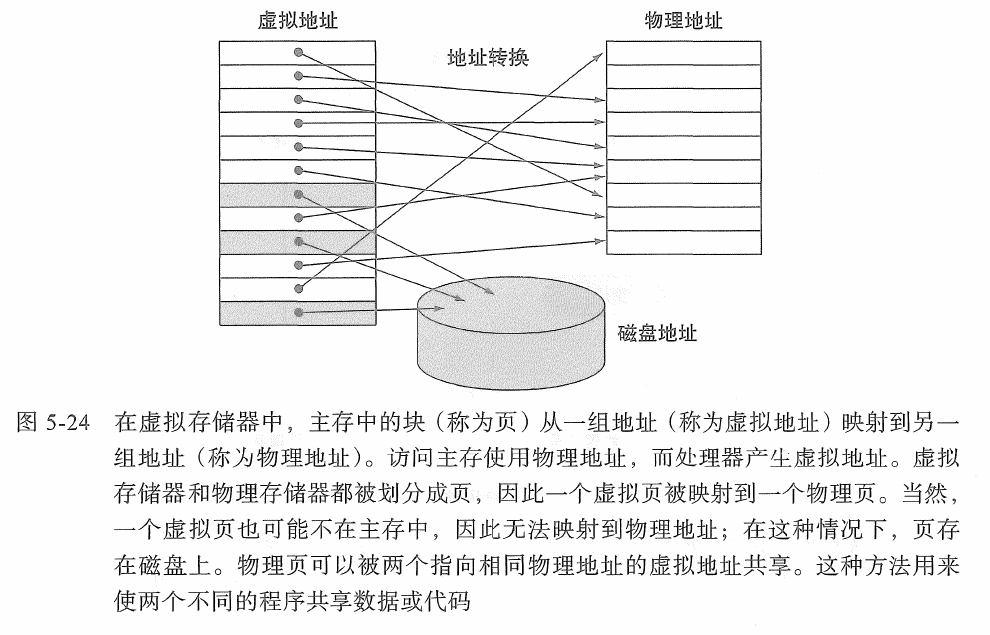 虚拟地址
物理地址
地址转换
磁盘地址
图 5-24 在虚拟存储器中，主存中的块（称为页）从一组地址（称为虚拟地址）映射到另一
组地址（称为物理地址）。访问主存使用物理地址，而处理器产生虚拟地址。虚拟
存储器和物理存储器都被划分成页，因此一个虚拟页被映射到一个物理页。当然，
一个虚拟页也可能不在主存中，因此无法映射到物理地址；在这种情况下，页存
在磁盘上。物理页可以被两个指向相同物理地址的虚拟地址共享。这种方法用来
使两个不同的程序共享数据或代码